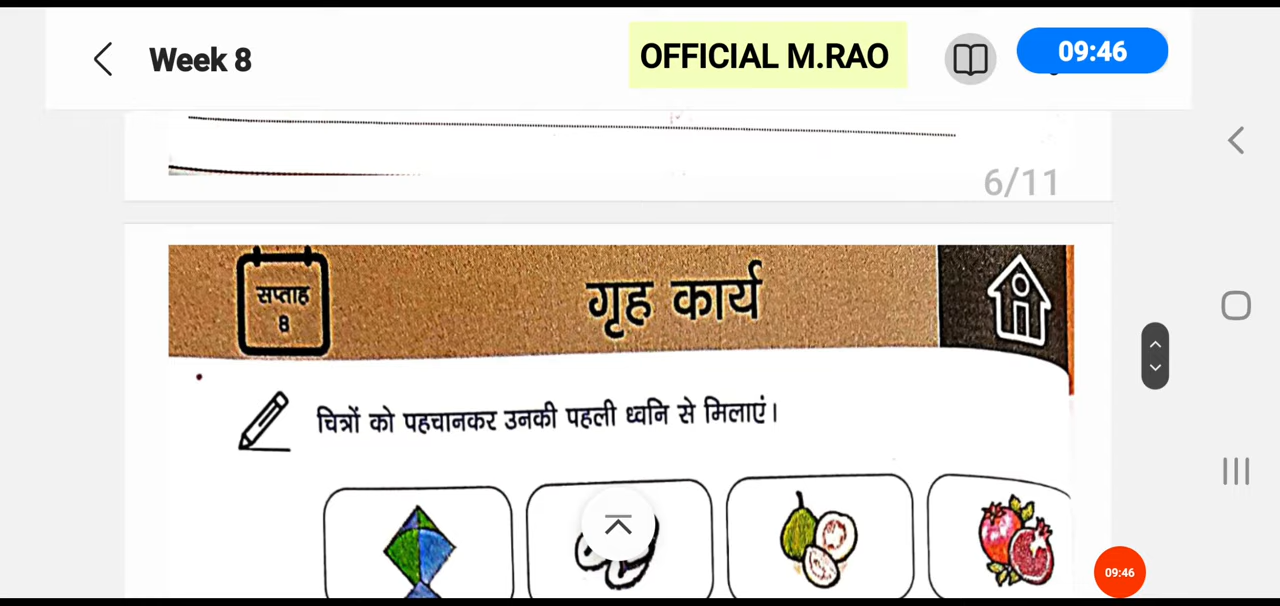 Week 8
OFFICIAL M.RAO
09:46
6/11
सप्ताह
8
गृह कार्य
चित्रों को पहचानकर उनकी पहली ध्वनि से मिलाएं।
09:46